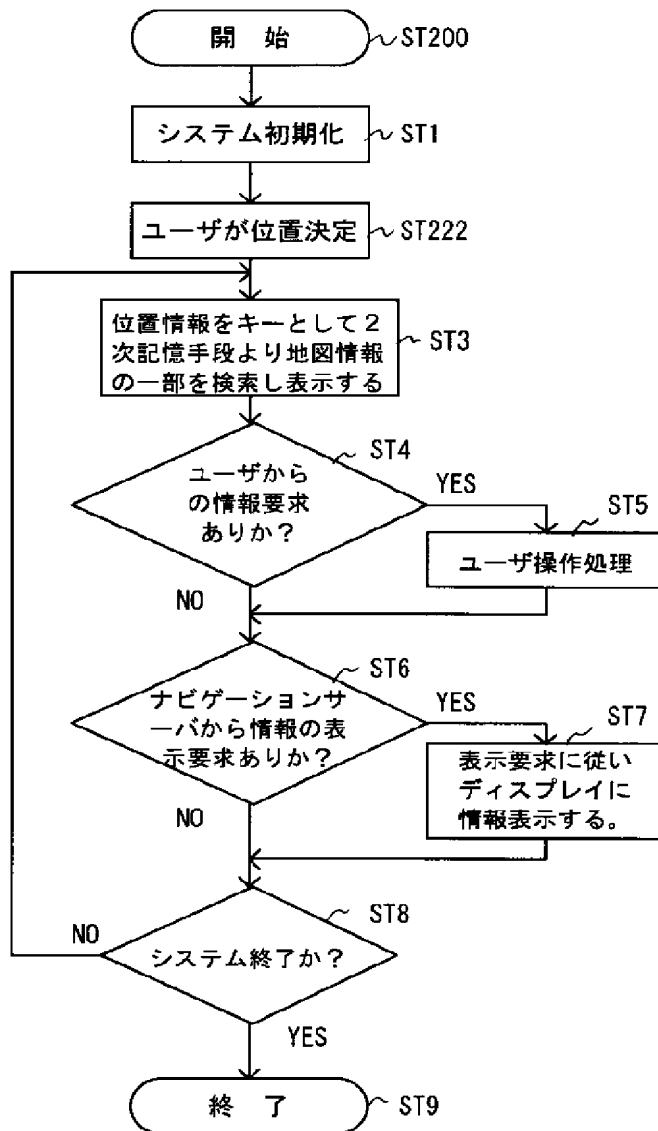 開 始
ST200
システム初期化
ST1
ユーザが位置決定
ST222
位置情報をキーとして2
次記憶手段より地図情報
の一部を検索し表示する
ST3
ST4
ユーザから
の情報要求
ありか?
YES
ST5
ユーザ操作処理
NO
ST6
ナビゲーションサ
ーバから情報の表
示要求ありか?
YES
ST7
表示要求に従い
ディスプレイに
情報表示する。
NO
ST8
システム終了か?
NO
YES
終 了
ST9